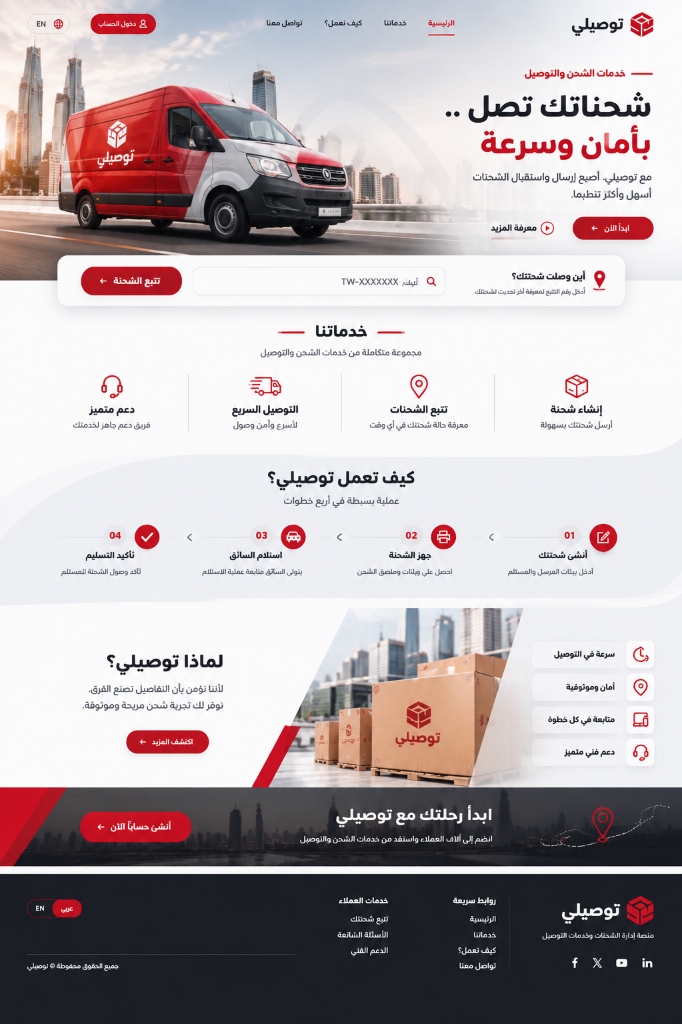 توصيلي
الرئيسية
خدماتنا
كيف نعمل؟
تواصل معنا
دخول الحساب
EN
خدمات الشحن والتوصيل
شحناتك تصل ..
بأمان وسرعة
مع توصيلي. أصبح إرسال واستقبال الشحنات
أسهل وأكثر تنظيما.
ابدأ الآن
معرفة المزيد
توصيلي
أين وصلت شحنتك؟
أدخل رقم التتبع لمعرفة آخر تحديث لشحنتك
TW-XXXXXXX
تتبع الشحنة
خدماتنا
مجموعة متكاملة من خدمات الشحن والتوصيل
إنشاء شحنة
أرسل شحنتك بسهولة
تتبع الشحنات
معرفة حالة شحنتك في أي وقت
التوصيل السريع
لأسرع وأمن وصول
دعم متميز
فريق دعم جاهز لخدمتك
كيف تعمل توصيلي؟
عملية بسيطة في أربع خطوات
01
أنشئ شحنتك
أدخل بيانات المرسل والمستلم
02
جهز الشحنة
احصل على وملصق الشحن
03
استلام السائق
يتولى السائق متابعة عملية الاستلام
04
تأكيد التسليم
تأكد وصول الشحنة للمستلم
سرعة في التوصيل
أمان وموثوقية
متابعة في كل خطوة
دعم فني متميز
توصيلي
لماذا توصيلي؟
لأننا نؤمن بأن التفاصيل تصنع الفرق.
نوفر لك تجربة شحن مريحة وموثوقة.
اكتشف المزيد
ابدأ رحلتك مع توصيلي
انضم إلى آلاف العملاء واستفد من خدمات الشحن والتوصيل
أنشئ حساباً الآن
توصيلي
منصة إدارة الشحنات وخدمات التوصيل
روابط سريعة
الرئيسية
خدماتنا
كيف نعمل؟
تواصل معنا
خدمات العملاء
تتبع شحنتك
الأسئلة الشائعة
الدعم الفني
عربي
EN
جميع الحقوق محفوظة © توصيلي